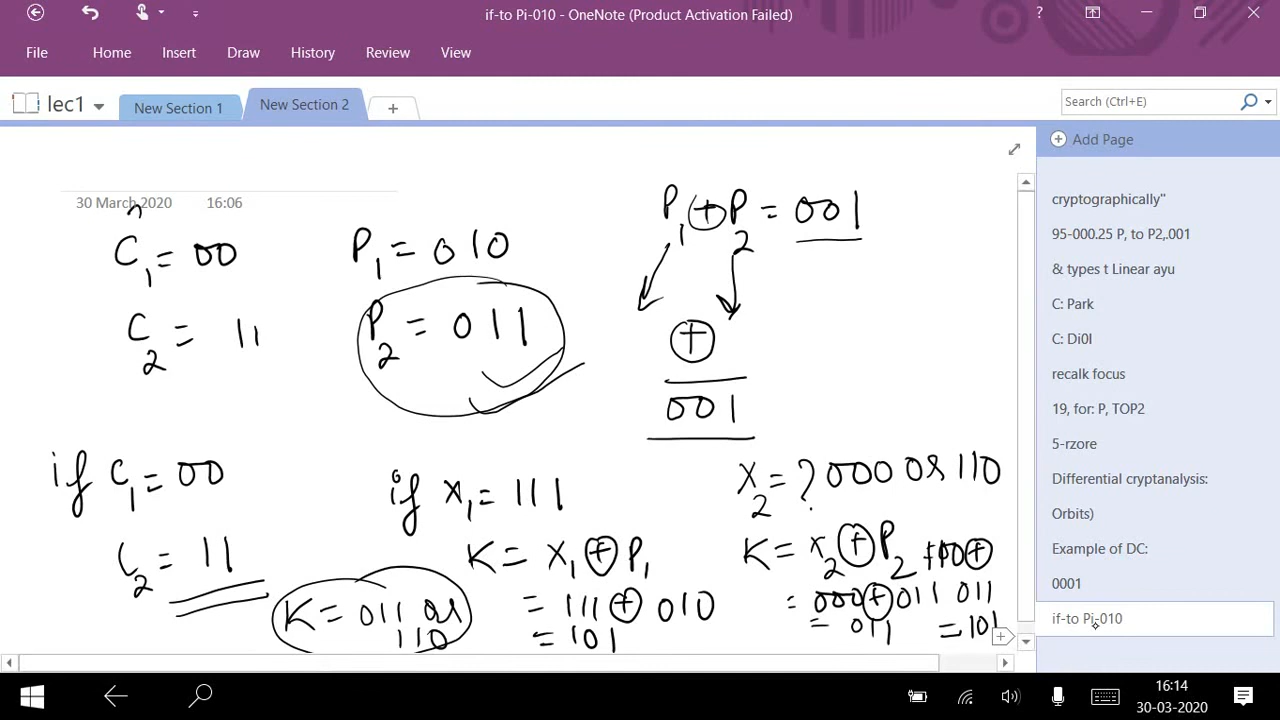 if-to Pi-010 - OneNote (Product Activation Failed)
File Home Insert Draw History Review View
lec1 New Section 1 New Section 2
Search (Ctrl+E)
Add Page
cryptographically"
95-000.25 P, to P2,.001
& types t Linear ayu
C: Park
C: Di0I
recalk focus
19, for: P, TOP2
5-rzore
Differential cryptanalysis:
Orbits)
Example of DC:
0001
if-to Pi-010
30 March 2020 16:06
C₁ = 00
C₂ = 11
P₁ = 010
P₂ = 011
P₁ ⊕ P₂ = 001
⊕
001
if C₁ = 00
C₂ = 11
K = 011 or
110
if x₁ = 111
K = x₁ ⊕ P₁
= 111 ⊕ 010
= 101
x₂ = ? 000 or 110
K = x₂ ⊕ P₂
= 000 ⊕ 011
= 011
011
= 101
16:14
30-03-2020